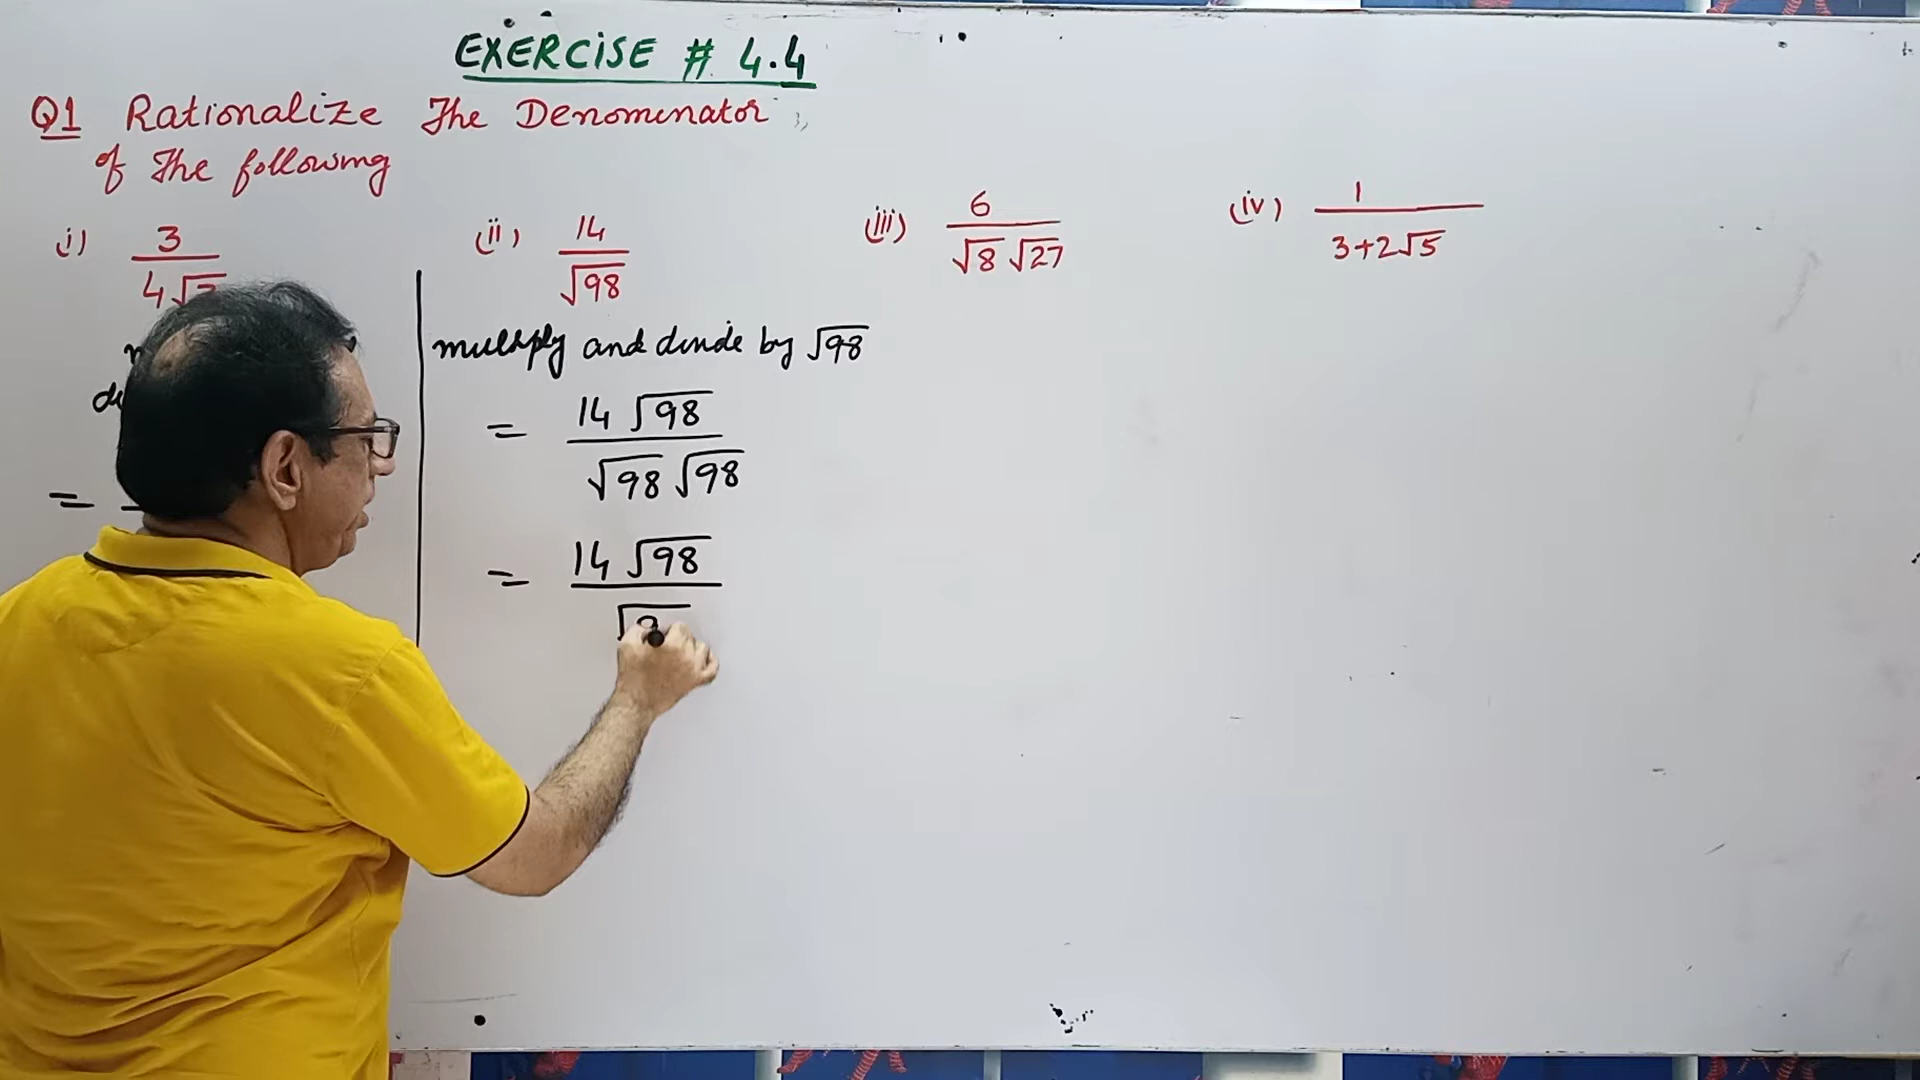 EXERCISE # 4.4
Q1 Rationalize The Denominator
of The following
(i) 3/4√
(ii) 14/√98
(iii) 6/√8 √27
(iv) 1/3+2√5
multiply and divide by √98
= 14 √98/√98 √98
= 14 √98/√9
=